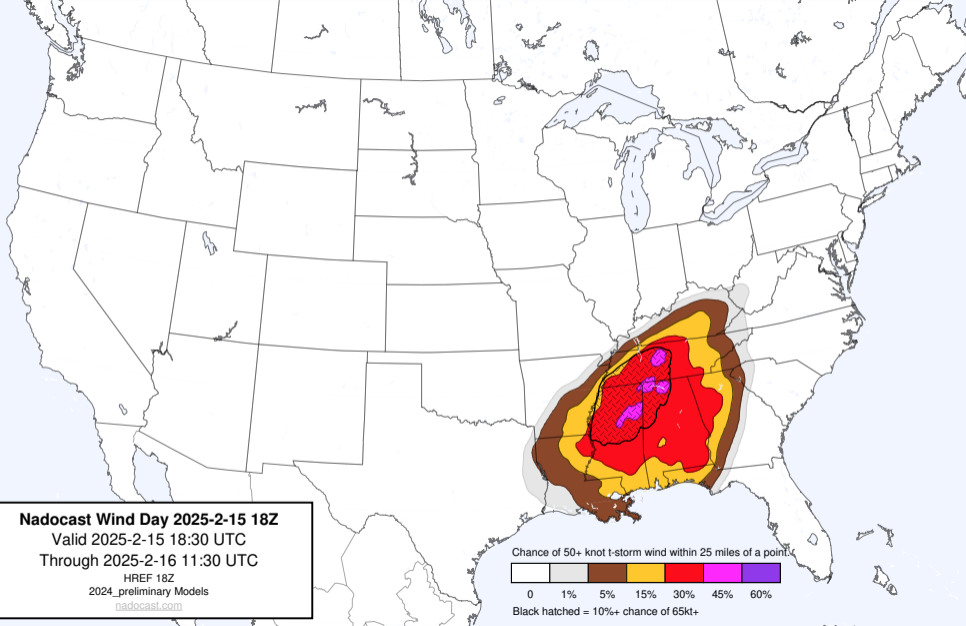 Nadocast Wind Day 2025-2-15 18Z
Valid 2025-2-15 18:30 UTC
Through 2025-2-16 11:30 UTC
HREF 18Z
2024_preliminary Models
nadocast.com
Chance of 50+ knot t-storm wind within 25 miles of a point.
0 1% 5% 15% 30% 45% 60%
Black hatched = 10%+ chance of 65kt+